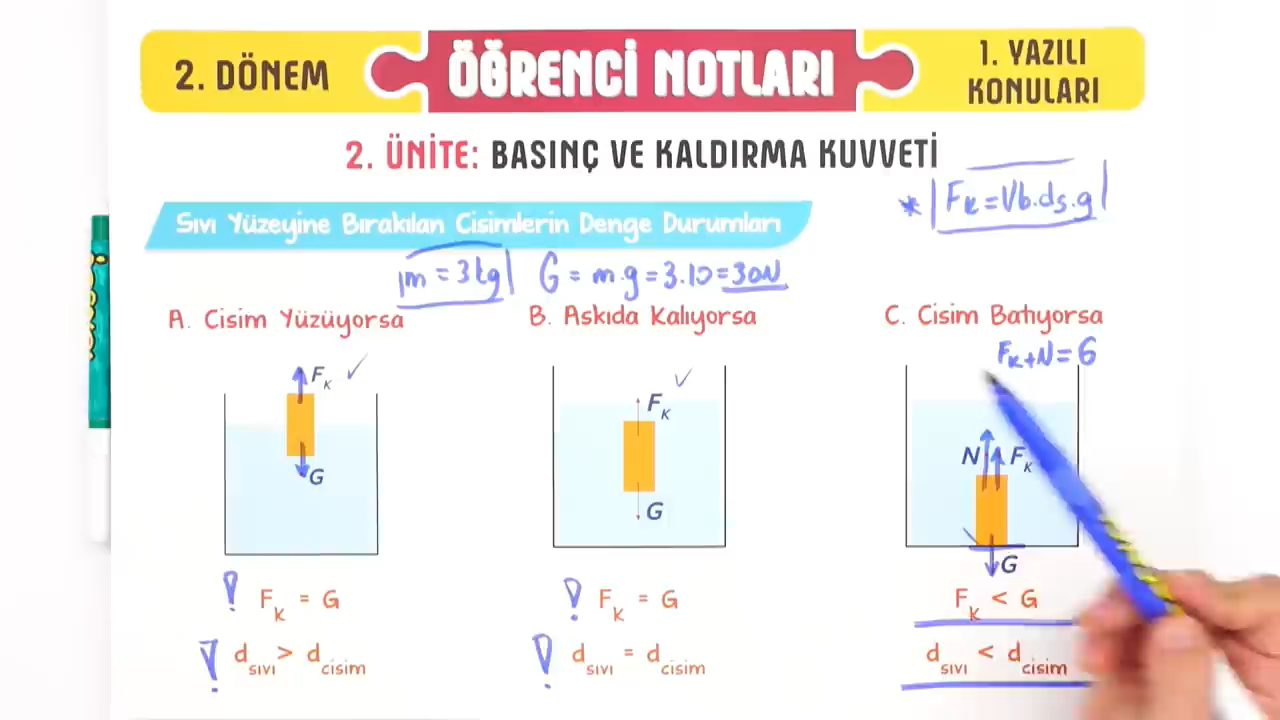 2. DÖNEM
ÖĞRENCİ NOTLARI
1. YAZILI
KONULARI
2. ÜNİTE: BASINÇ VE KALDIRMA KUVVETİ
* |FK = Vb.ds.g|
Sıvı Yüzeyine Bırakılan Cisimlerin Denge Durumları
|m = 3kg| G = m.g = 3.10 = 30N
A. Cisim Yüzüyorsa
B. Askıda Kalıyorsa
C. Cisim Batıyorsa
FK + N = G
FK ✓
G
✓
FK
G
N FK
G
! FK = G
! FK = G
FK < G
! dsıvı > dcisim
! dsıvı = dcisim
dsıvı < dcisim